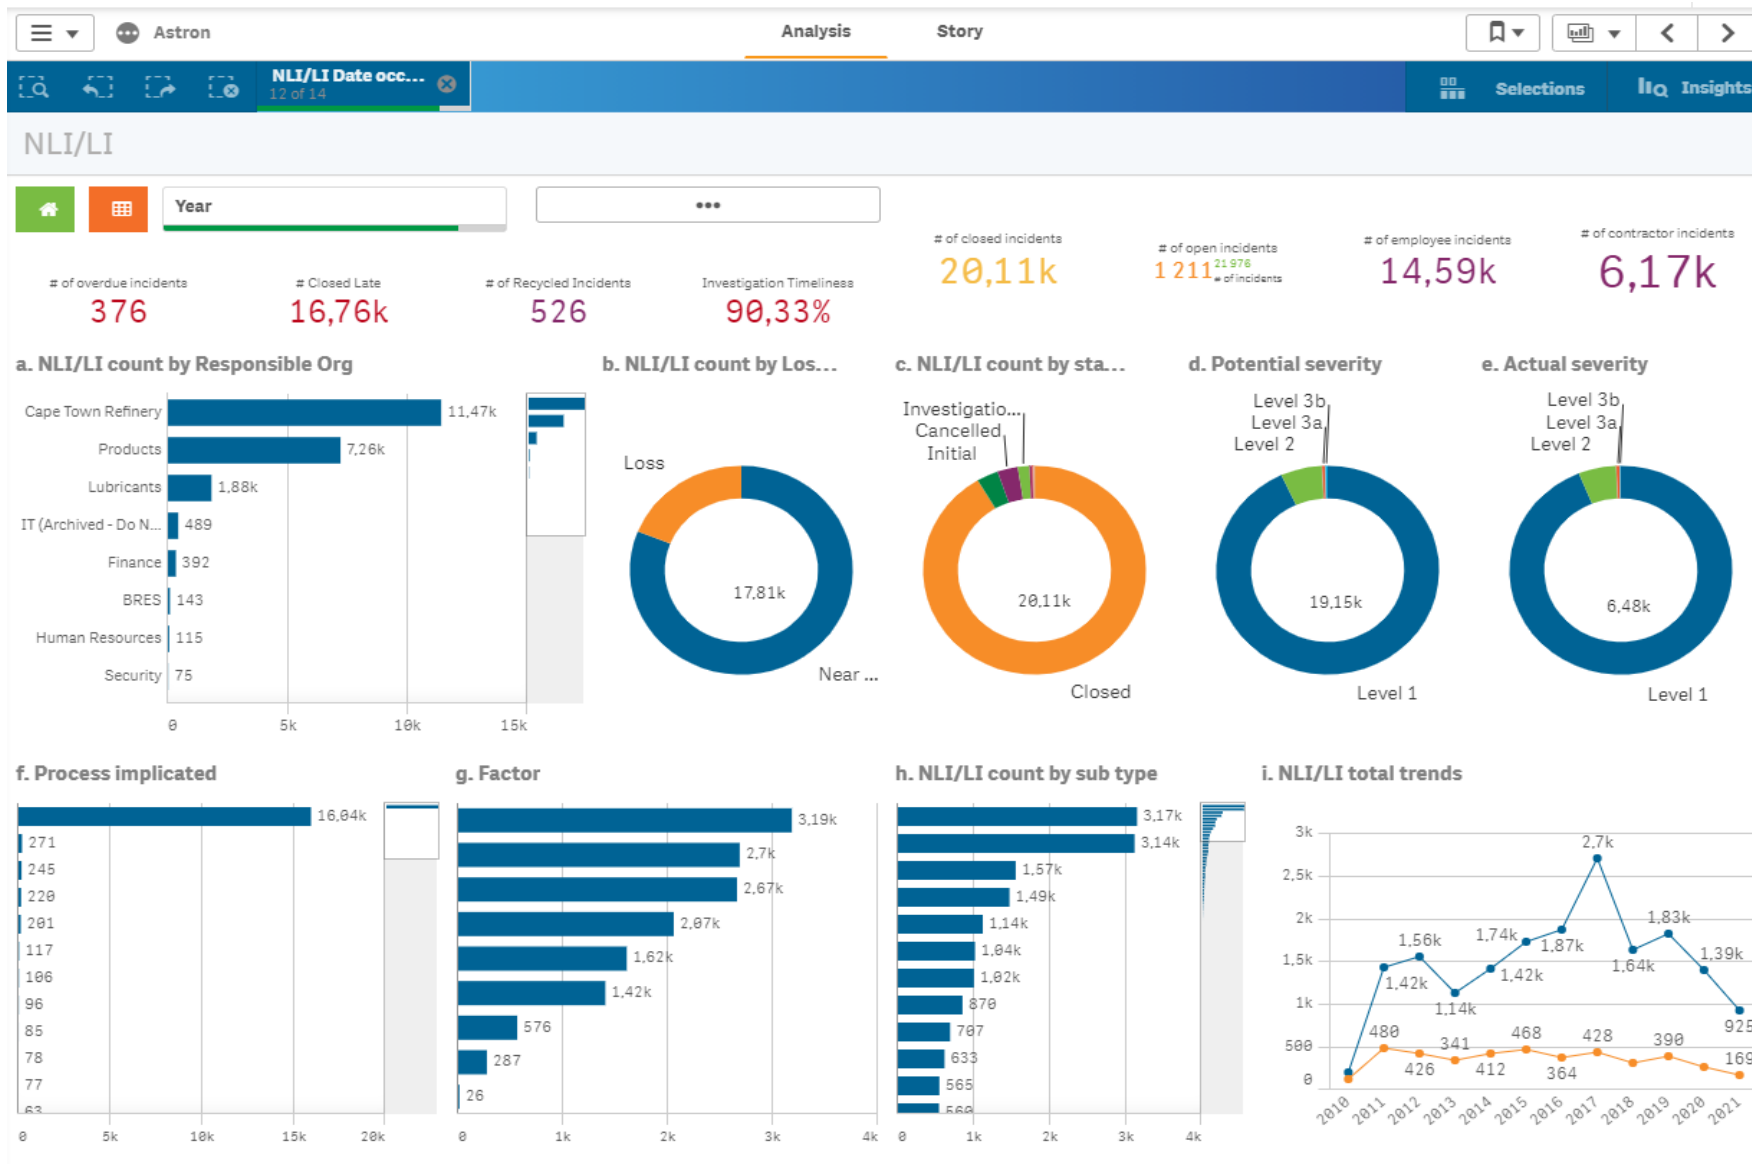 Astron
Analysis
Story
NLI/LI Date occ...
12 of 14
Selections
Insights
NLI/LI
Year
•••
# of overdue incidents
376
# Closed Late
16,76k
# of Recycled Incidents
526
Investigation Timeliness
90,33%
# of closed incidents
20,11k
# of open incidents
1 211 21 976
# of incidents
# of employee incidents
14,59k
# of contractor incidents
6,17k
a. NLI/LI count by Responsible Org
Cape Town Refinery 11,47k
Products 7,26k
Lubricants 1,88k
IT (Archived - Do N... 489
Finance 392
BRES 143
Human Resources 115
Security 75
0 5k 10k 15k
b. NLI/LI count by Los...
Loss
17,81k
Near ...
c. NLI/LI count by sta...
Investigatio...
Cancelled
Initial
20,11k
Closed
d. Potential severity
Level 3b
Level 3a
Level 2
19,15k
Level 1
e. Actual severity
Level 3b
Level 3a
Level 2
6,48k
Level 1
f. Process implicated
16,04k
271
245
220
201
117
106
96
85
78
77
63
0 5k 10k 15k 20k
g. Factor
3,19k
2,7k
2,67k
2,07k
1,62k
1,42k
576
287
26
0 1k 2k 3k 4k
h. NLI/LI count by sub type
3,17k
3,14k
1,57k
1,49k
1,14k
1,04k
1,02k
870
707
633
565
560
0 1k 2k 3k 4k
i. NLI/LI total trends
3k
2,5k
2k
1,5k
1k
500
0
1,42k 1,56k 1,14k 1,42k 1,74k 1,87k 2,7k 1,64k 1,83k 1,39k 925
480 426 341 412 468 364 428 390 169
2010 2011 2012 2013 2014 2015 2016 2017 2018 2019 2020 2021